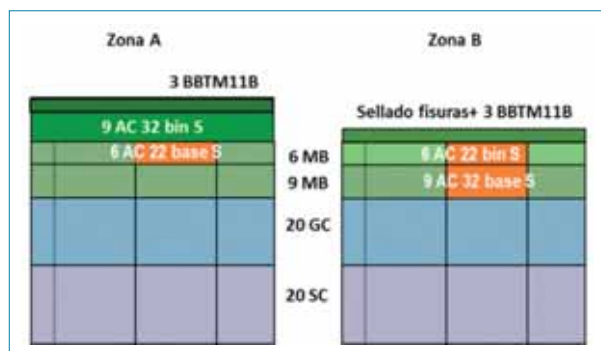 Zona A
Zona B
3 BBTM11B
Sellado fisuras+ 3 BBTM11B
9 AC 32 bin S
6 AC 22 base S
6 MB
6 AC 22 bin S
9 MB
9 AC 32 base S
20 GC
20 SC